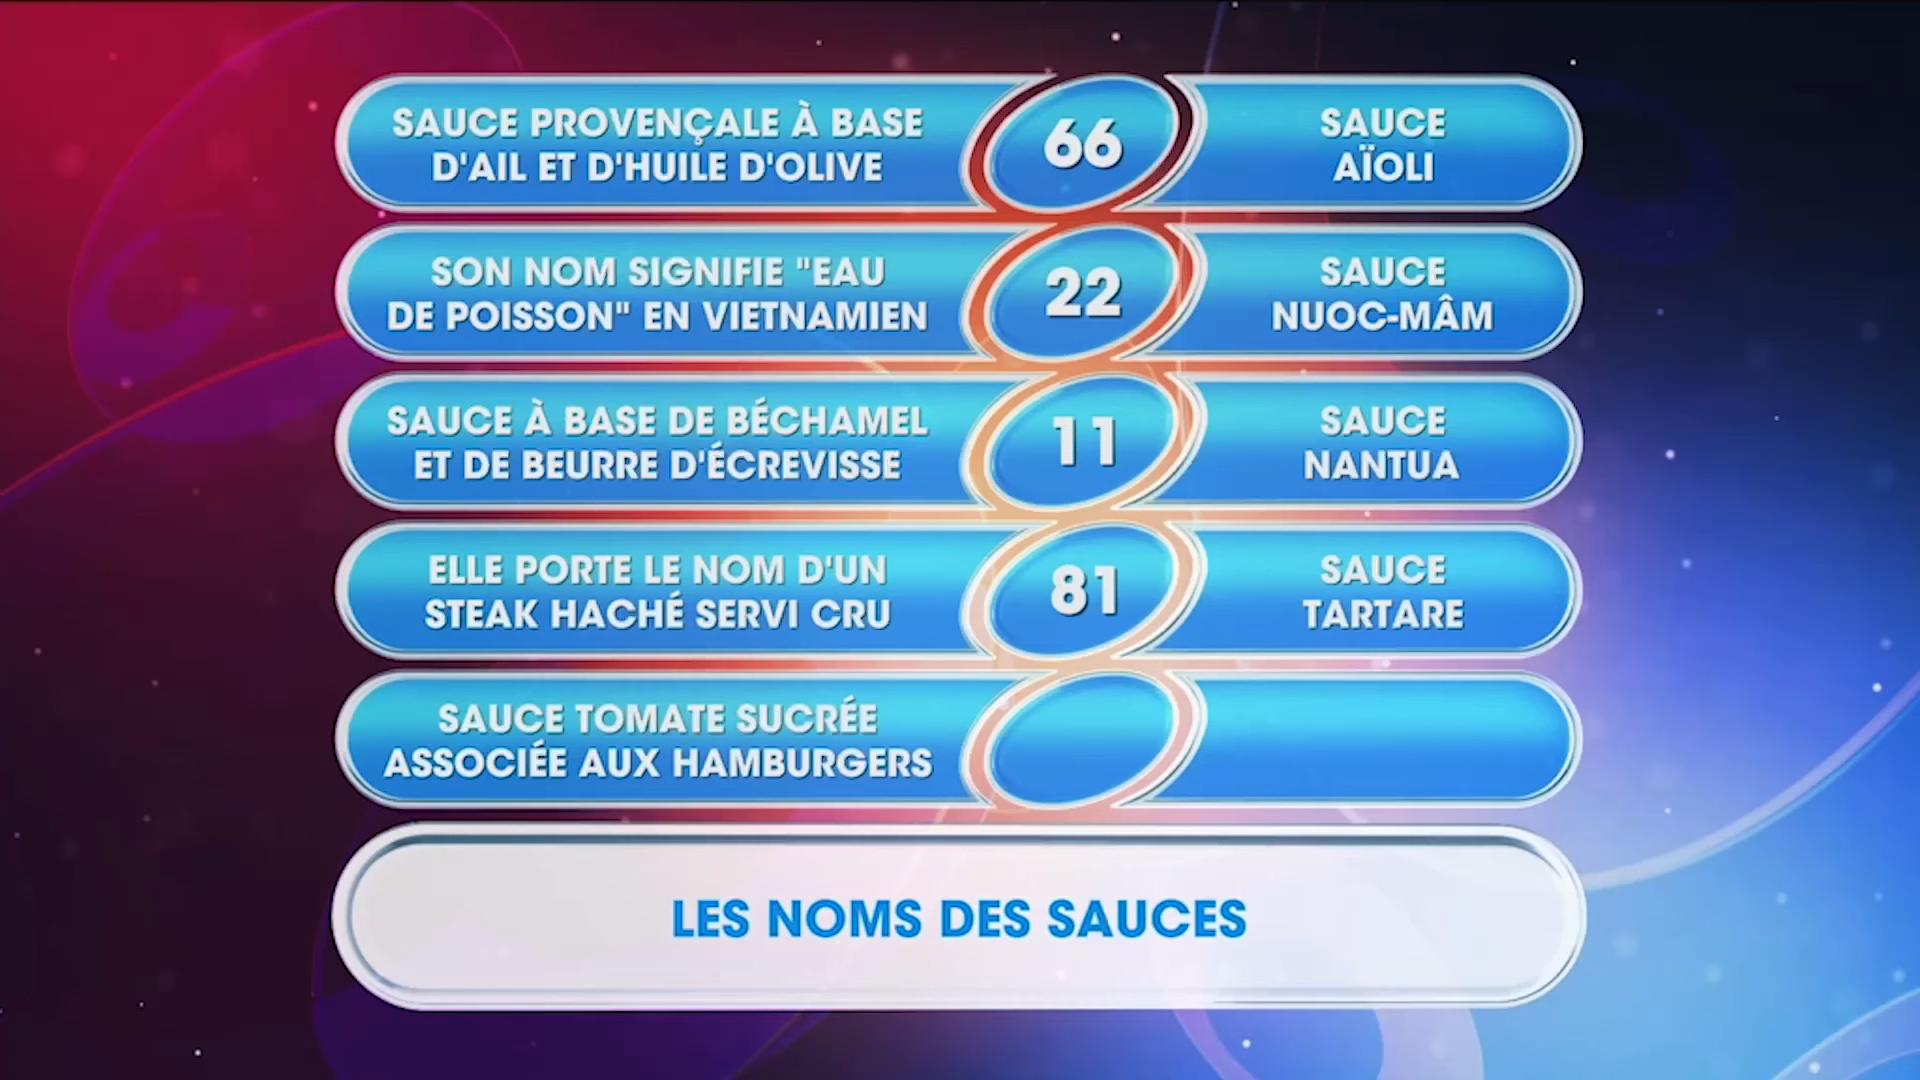 SAUCE PROVENÇALE À BASE
D'AIL ET D'HUILE D'OLIVE
66
SAUCE
AÏOLI
SON NOM SIGNIFIE "EAU
DE POISSON" EN VIETNAMIEN
22
SAUCE
NUOC-MÂM
SAUCE À BASE DE BÉCHAMEL
ET DE BEURRE D'ÉCREVISSE
11
SAUCE
NANTUA
ELLE PORTE LE NOM D'UN
STEAK HACHÉ SERVI CRU
81
SAUCE
TARTARE
SAUCE TOMATE SUCRÉE
ASSOCIÉE AUX HAMBURGERS
LES NOMS DES SAUCES